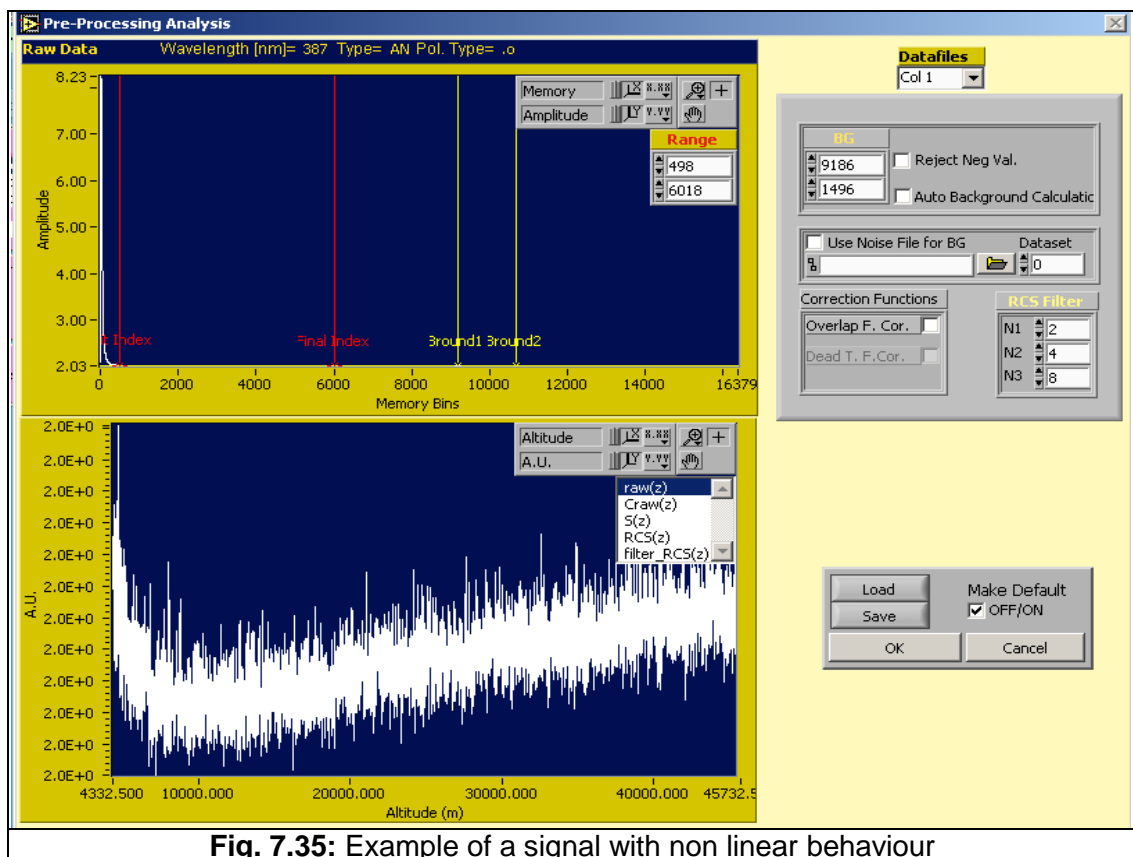 Pre-Processing Analysis
Raw Data Wavelength [nm]= 387 Type= AN Pol. Type= .o
8.23
7.00
6.00
5.00
4.00
3.00
2.03
Amplitude
0 2000 4000 6000 8000 10000 12000 14000 16379
Memory Bins
Index
Final Index
Ground1 Ground2
Memory
Amplitude
Range
498
6018
2.0E+0
2.0E+0
2.0E+0
2.0E+0
2.0E+0
2.0E+0
2.0E+0
2.0E+0
2.0E+0
2.0E+0
2.0E+0
2.0E+0
A.U.
4332.500 10000.000 20000.000 30000.000 40000.000 45732.5
Altitude (m)
Altitude
A.U.
raw(z)
Craw(z)
S(z)
RCS(z)
filter_RCS(z)
Datafiles
Col 1
BG
9186
1496
Reject Neg Val.
Auto Background Calculatic
Use Noise File for BG
Dataset
0
Correction Functions
Overlap F. Cor.
Dead T. F.Cor.
RCS Filter
N1 2
N2 4
N3 8
Load
Save
Make Default
OFF/ON
OK
Cancel
Fig. 7.35: Example of a signal with non linear behaviour